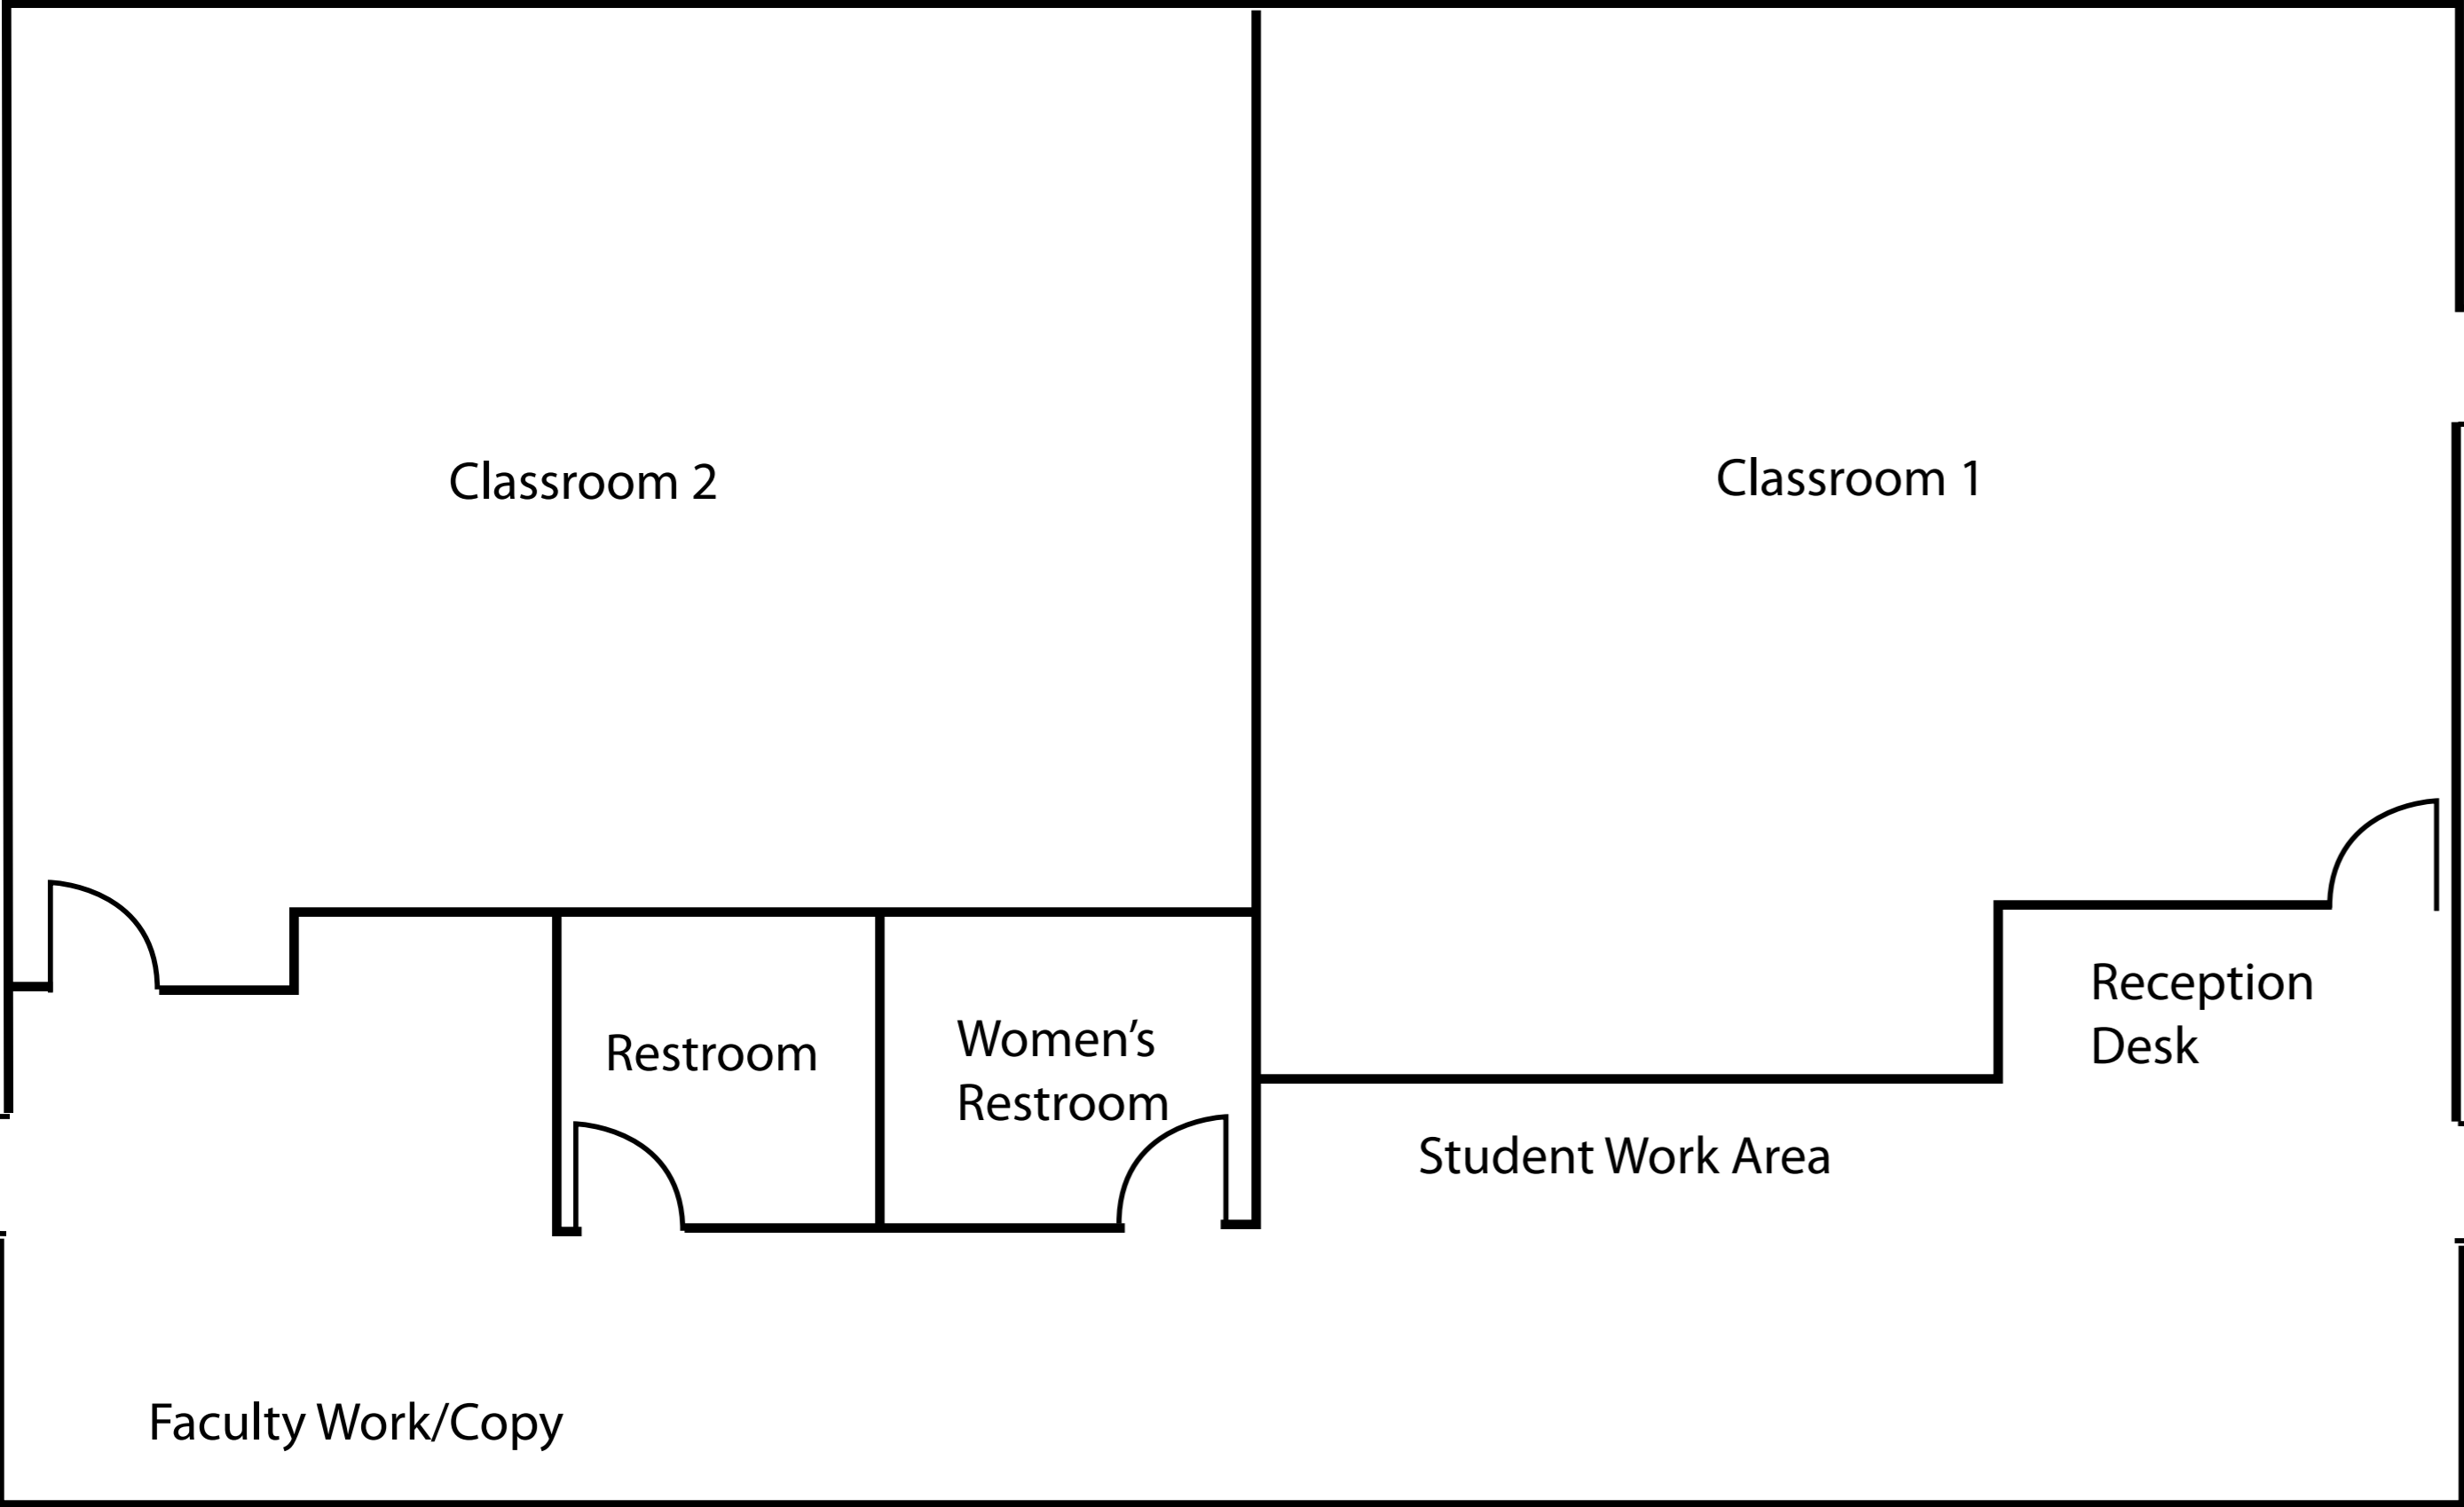 Classroom 2
Classroom 1
Restroom
Women’s
Restroom
Reception
Desk
Student Work Area
Faculty Work/Copy